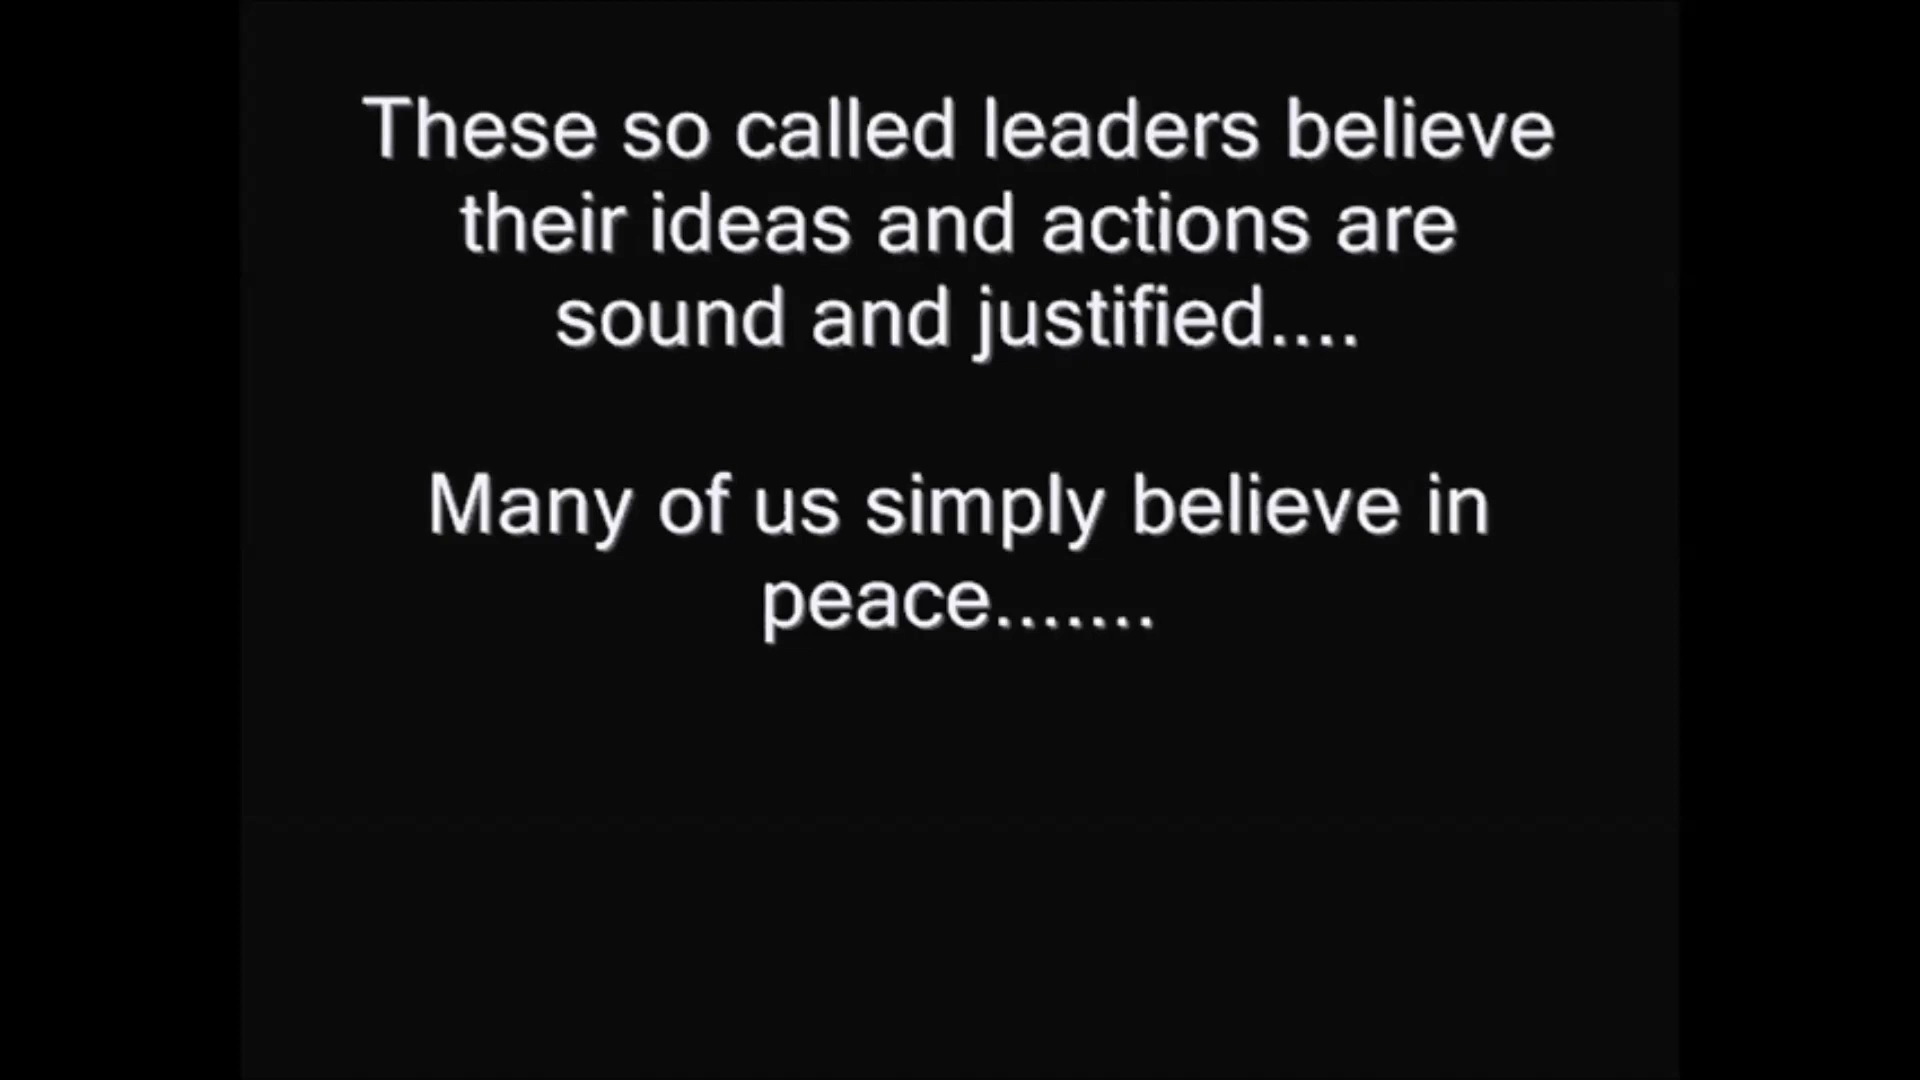 These so called leaders believe
their ideas and actions are
sound and justified....
Many of us simply believe in
peace.......